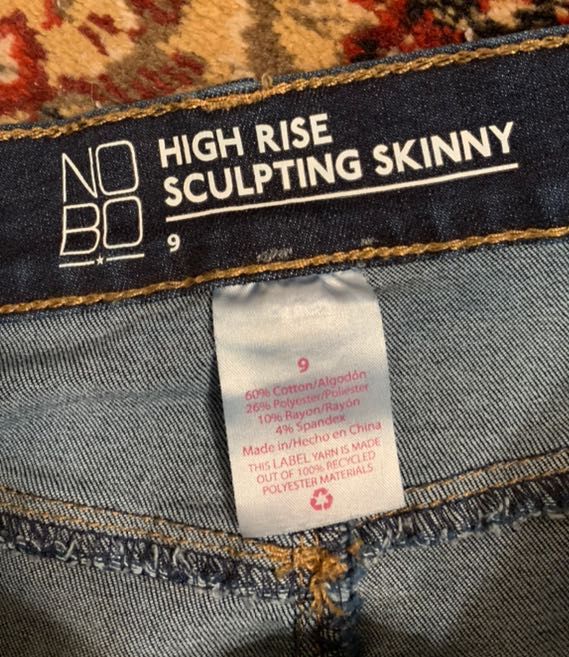 NO
BO
HIGH RISE
SCULPTING SKINNY
9
9
60% Cotton/Algodón
26% Polyester/Poliester
10% Rayon/Rayón
4% Spandex
Made in/Hecho en China
THIS LABEL YARN IS MADE
OUT OF 100% RECYCLED
POLYESTER MATERIALS